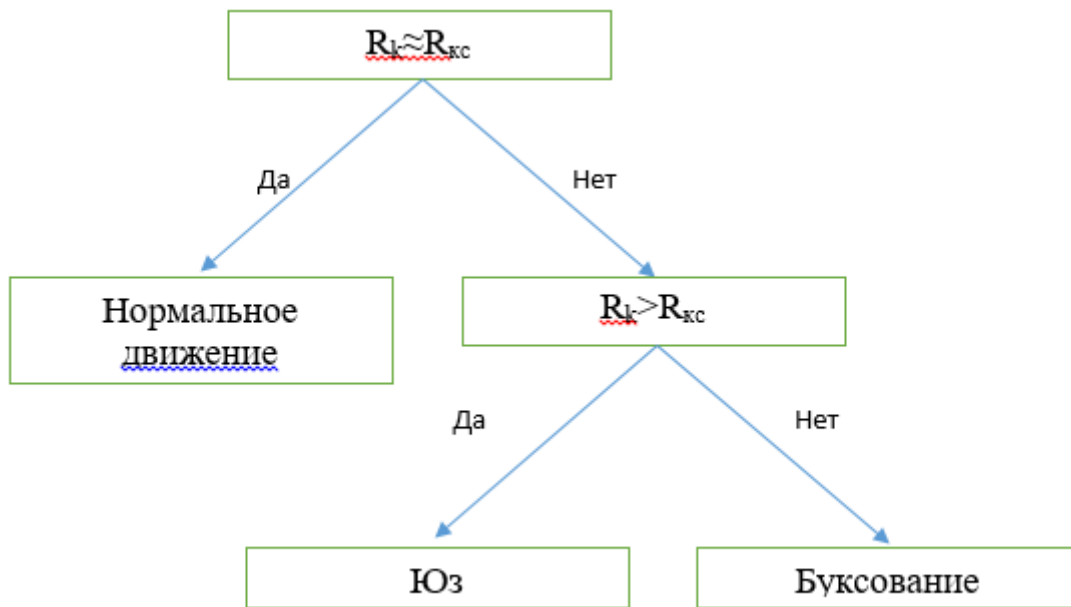 Rk≈Rкс
Да
Нет
Нормальное
движение
Rk>Rкс
Да
Нет
Юз
Буксование